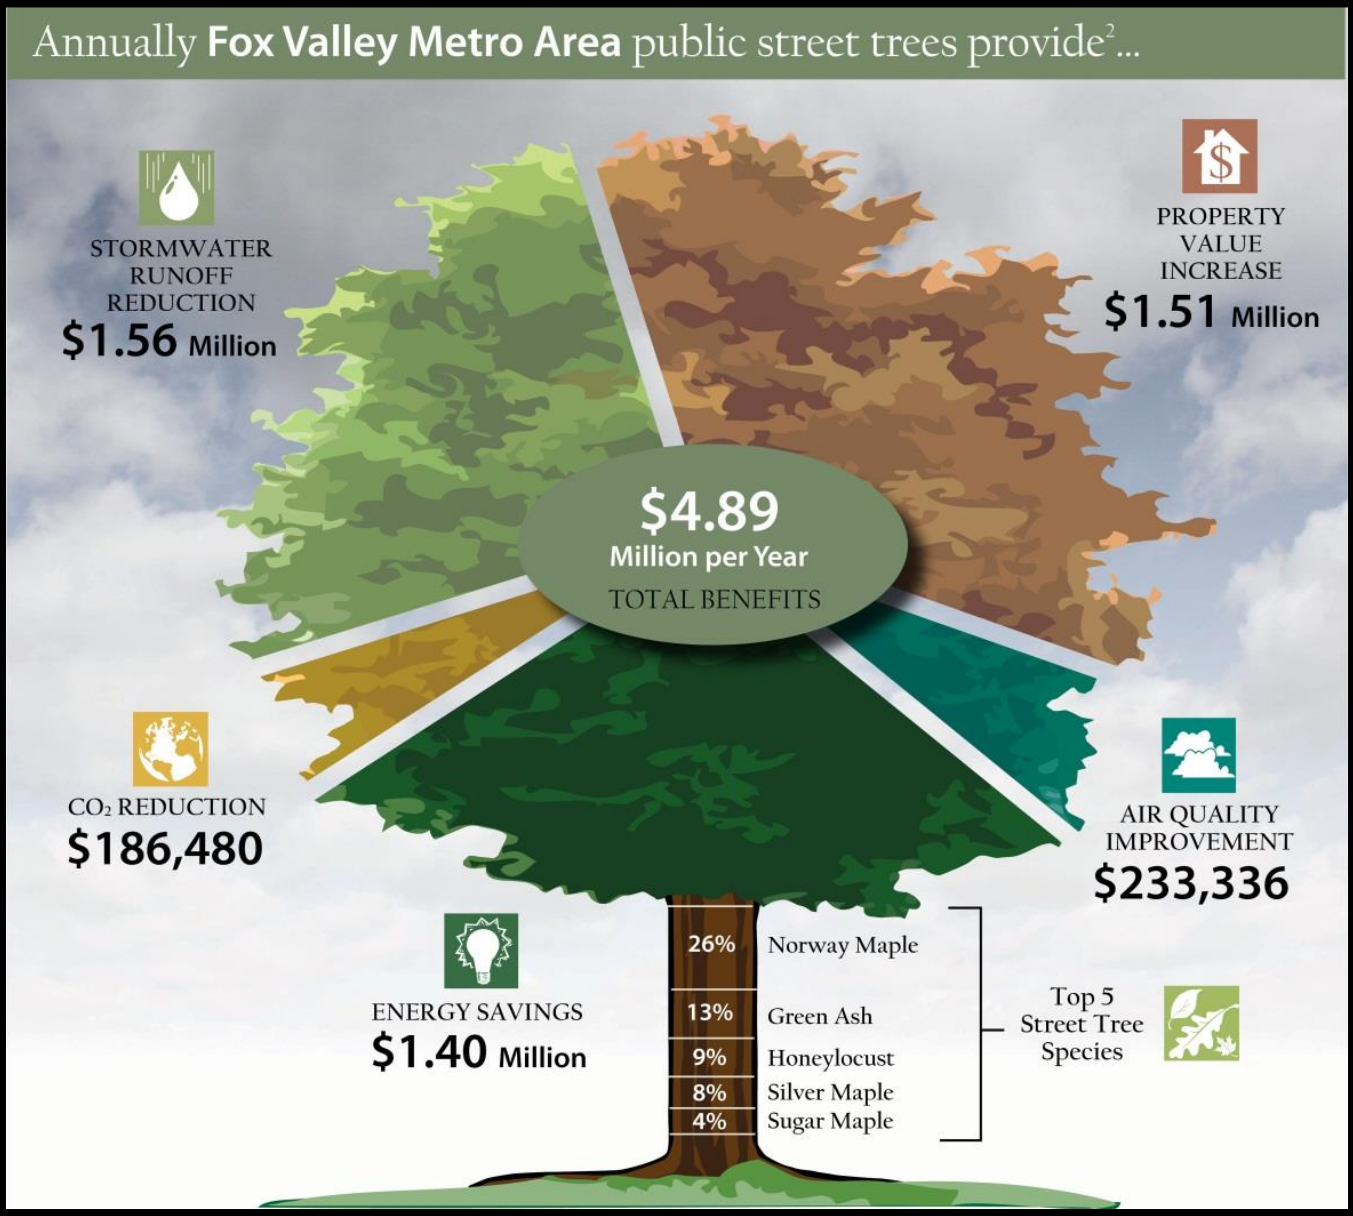 Annually Fox Valley Metro Area public street trees provide²...
STORMWATER
RUNOFF
REDUCTION
$1.56 Million
PROPERTY
VALUE
INCREASE
$1.51 Million
$4.89
Million per Year
TOTAL BENEFITS
CO₂ REDUCTION
$186,480
AIR QUALITY
IMPROVEMENT
$233,336
ENERGY SAVINGS
$1.40 Million
26% Norway Maple
13% Green Ash
9% Honeylocust
8% Silver Maple
4% Sugar Maple
Top 5
Street Tree
Species